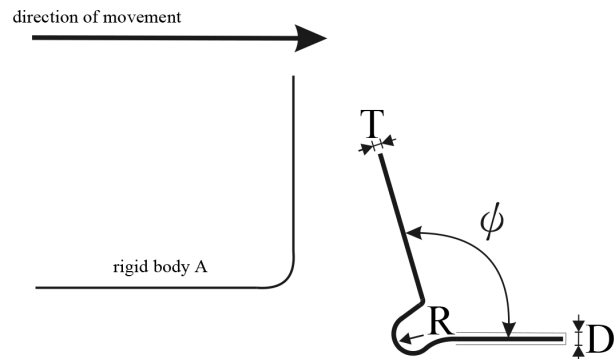 direction of movement
T
ϕ
rigid body A
R
D